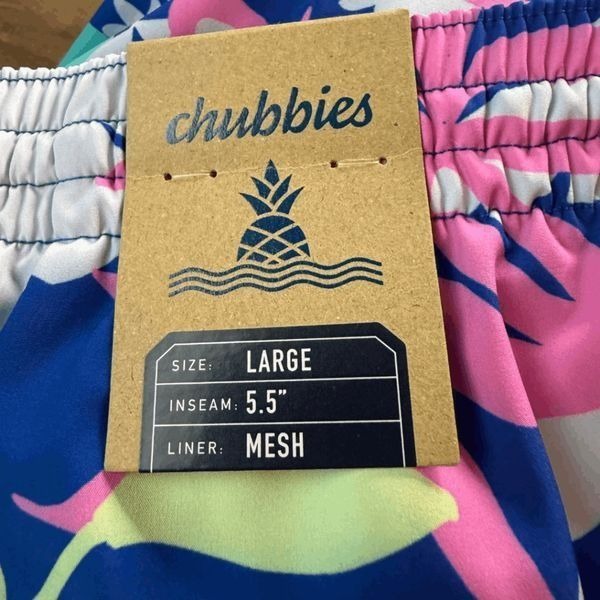 chubbies
SIZE: LARGE
INSEAM: 5.5"
LINER: MESH